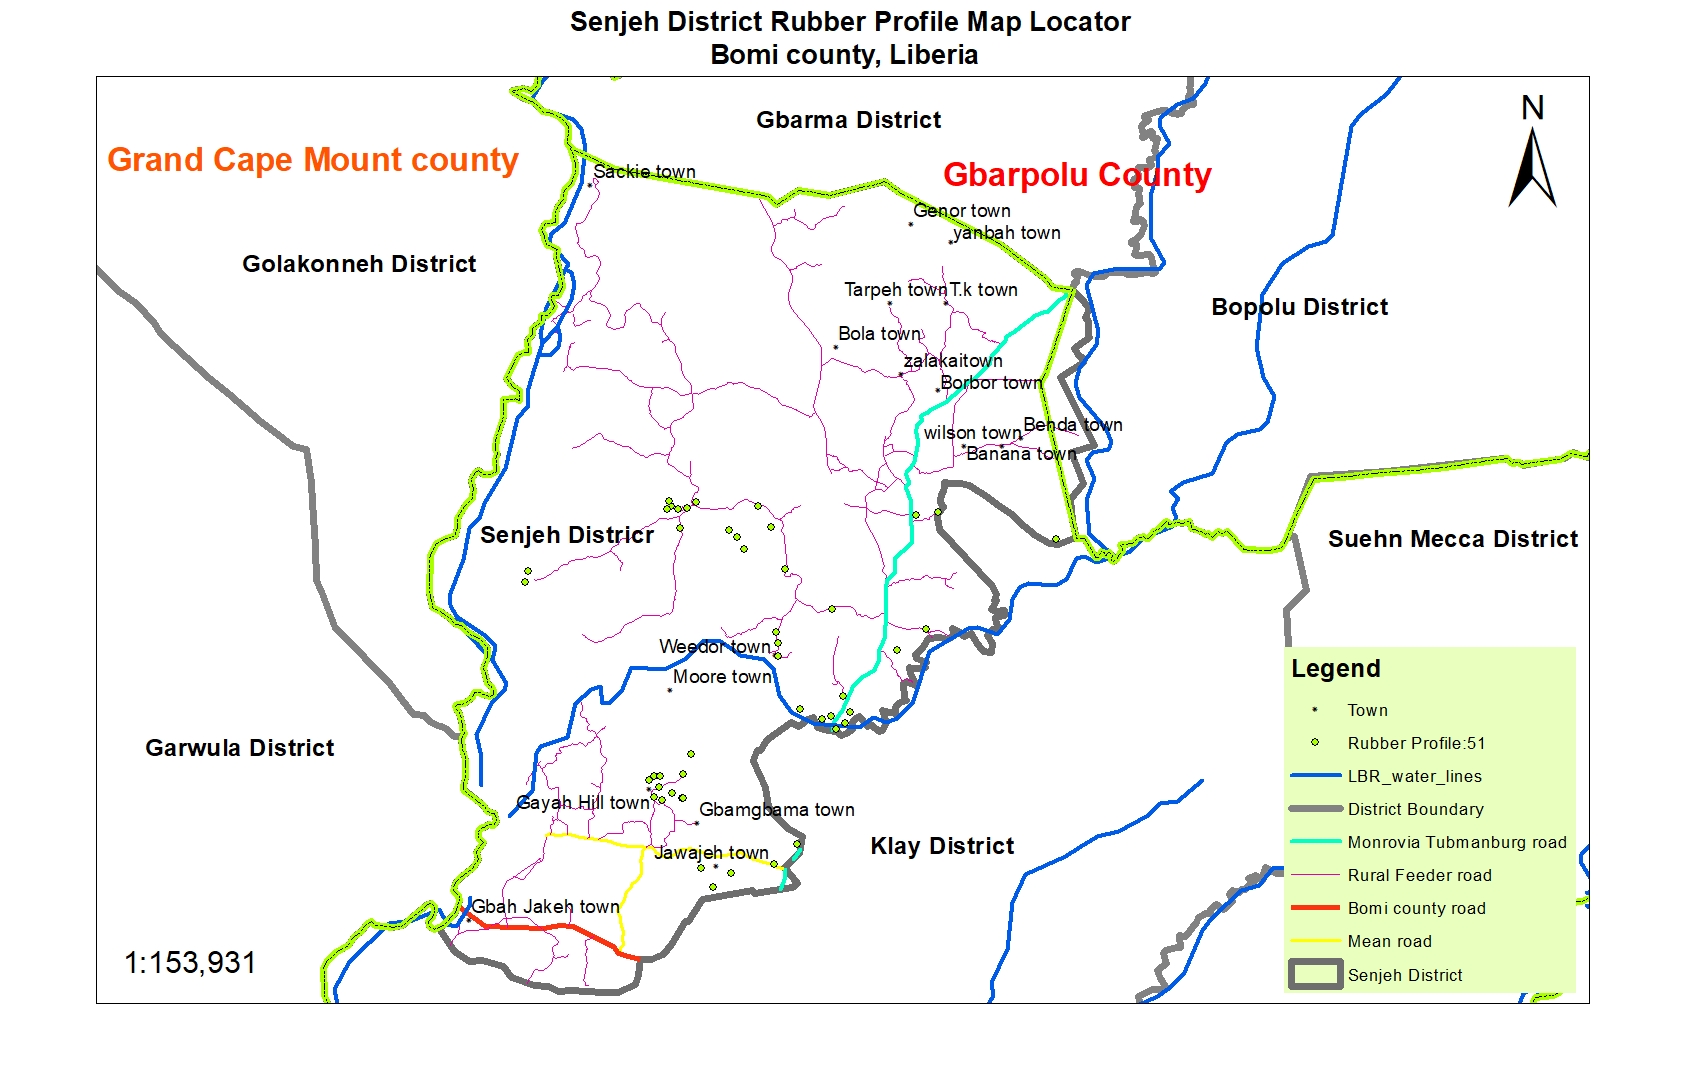 Senjeh District Rubber Profile Map Locator
Bomi county, Liberia
N
Gbarma District
Grand Cape Mount county
Gbarpolu County
Sackie town
Genor town
yanbah town
Golakonneh District
Tarpeh town
T.k town
Bopolu District
Bola town
zalakaitown
Borbor town
Benda town
wilson town
Banana town
Senjeh Districr
Suehn Mecca District
Weedor town
Moore town
Garwula District
Gayah Hill town
Gbamgbama town
Klay District
Jawajeh town
Gbah Jakeh town
1:153,931
Legend
Town
Rubber Profile:51
LBR_water_lines
District Boundary
Monrovia Tubmanburg road
Rural Feeder road
Bomi county road
Mean road
Senjeh District